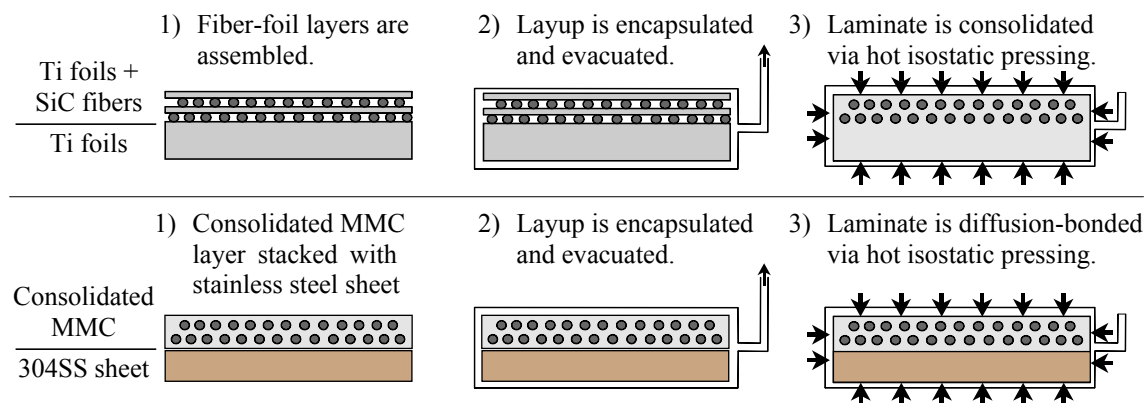 1) Fiber-foil layers are
assembled.
2) Layup is encapsulated
and evacuated.
3) Laminate is consolidated
via hot isostatic pressing.
Ti foils +
SiC fibers
Ti foils
1) Consolidated MMC
layer stacked with
stainless steel sheet
2) Layup is encapsulated
and evacuated.
3) Laminate is diffusion-bonded
via hot isostatic pressing.
Consolidated
MMC
304SS sheet